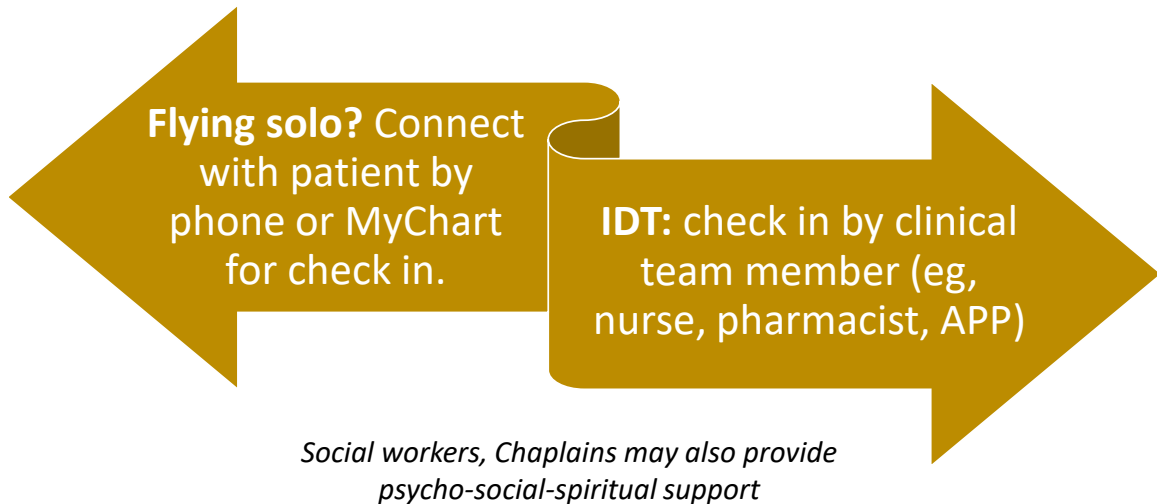 Flying solo? Connect
with patient by
phone or MyChart
for check in.
IDT: check in by clinical
team member (eg,
nurse, pharmacist, APP)
Social workers, Chaplains may also provide
psycho-social-spiritual support